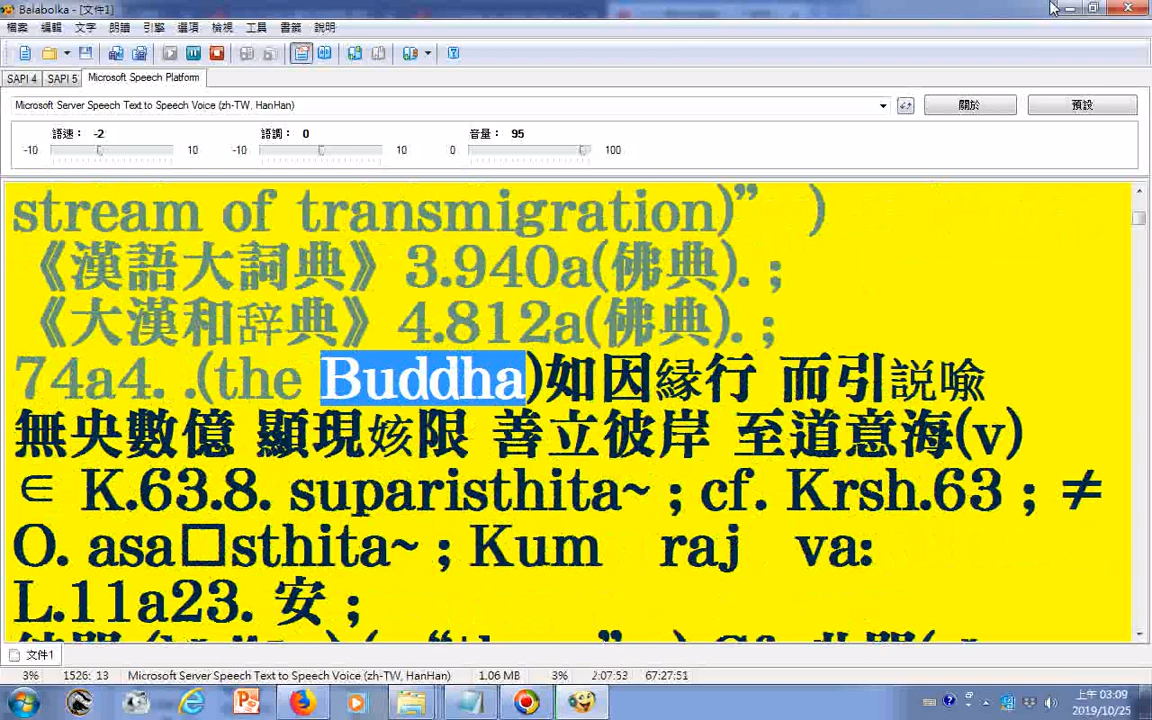 Balabolka - [文件1]
檔案 編輯 文字 朗讀 引擎 選項 檢視 工具 書籤 說明
SAPI 4 SAPI 5 Microsoft Speech Platform
Microsoft Server Speech Text to Speech Voice (zh-TW, HanHan) 關於 預設
語速： -2 語調： 0 音量： 95
-10 10 -10 10 0 100
stream of transmigration)” )
《漢語大詞典》 3.940a(佛典). ;
《大漢和辞典》 4.812a(佛典). ;
74a4. .(the Buddha)如因縁行 而引説喩
無央數億 顯現姟限 善立彼岸 至道意海(v)
∈ K.63.8. suparisthita~ ; cf. Krsh.63 ; ≠
O. asa□sthita~ ; Kum raj va:
L.11a23. 安 ;
文件1
3% 1526: 13 Microsoft Server Speech Text to Speech Voice (zh-TW, HanHan) 1.06 MB 3% 2:07:53 67:27:51
上午 03:09
2019/10/25